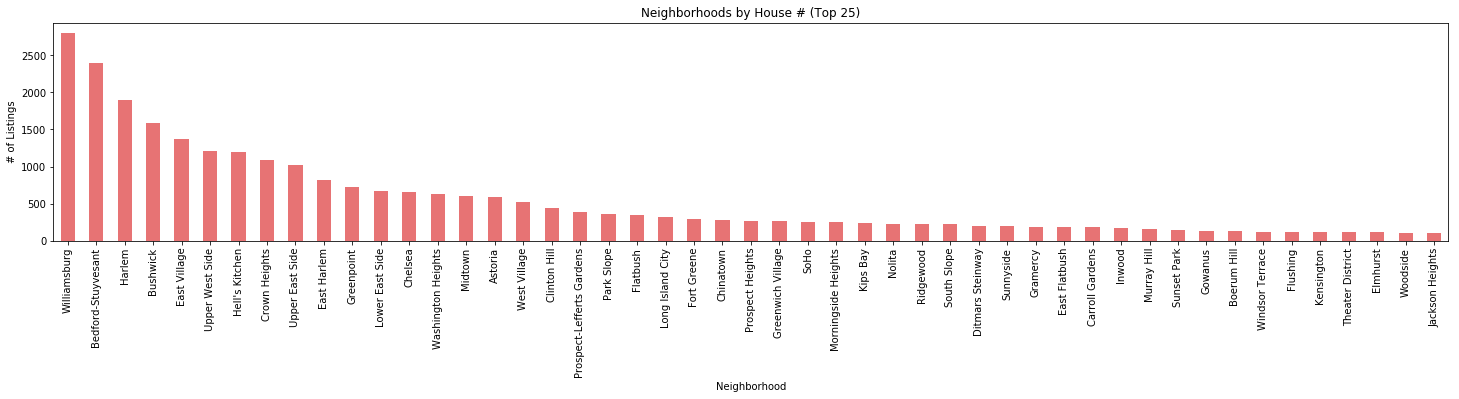 Neighborhoods by House # (Top 25)
# of Listings
2500
2000
1500
1000
500
0
Williamsburg
Bedford-Stuyvesant
Harlem
Bushwick
East Village
Upper West Side
Hell's Kitchen
Crown Heights
Upper East Side
East Harlem
Greenpoint
Lower East Side
Chelsea
Washington Heights
Midtown
Astoria
West Village
Clinton Hill
Prospect-Lefferts Gardens
Park Slope
Flatbush
Long Island City
Fort Greene
Chinatown
Prospect Heights
Greenwich Village
SoHo
Morningside Heights
Kips Bay
Nolita
Ridgewood
South Slope
Ditmars Steinway
Sunnyside
Gramercy
East Flatbush
Carroll Gardens
Inwood
Murray Hill
Sunset Park
Gowanus
Boerum Hill
Windsor Terrace
Flushing
Kensington
Theater District
Elmhurst
Woodside
Jackson Heights
Neighborhood